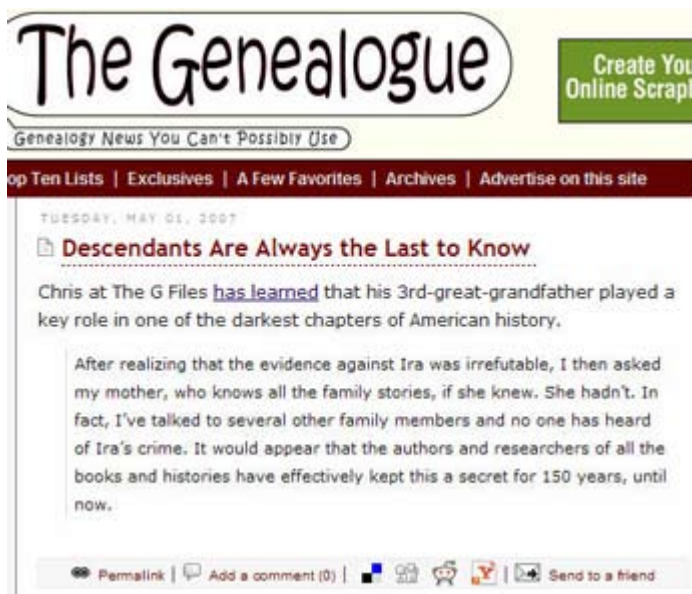 The Genealogue
Create You
Online Scrapl
Genealogy News You Can't Possibly Use
op Ten Lists | Exclusives | A Few Favorites | Archives | Advertise on this site
TUESDAY, MAY 01, 2007
Descendants Are Always the Last to Know
Chris at The G Files has learned that his 3rd-great-grandfather played a
key role in one of the darkest chapters of American history.
After realizing that the evidence against Ira was irrefutable, I then asked
my mother, who knows all the family stories, if she knew. She hadn't. In
fact, I've talked to several other family members and no one has heard
of Ira's crime. It would appear that the authors and researchers of all the
books and histories have effectively kept this a secret for 150 years, until
now.
Permalink | Add a comment (0) | Y | Send to a friend